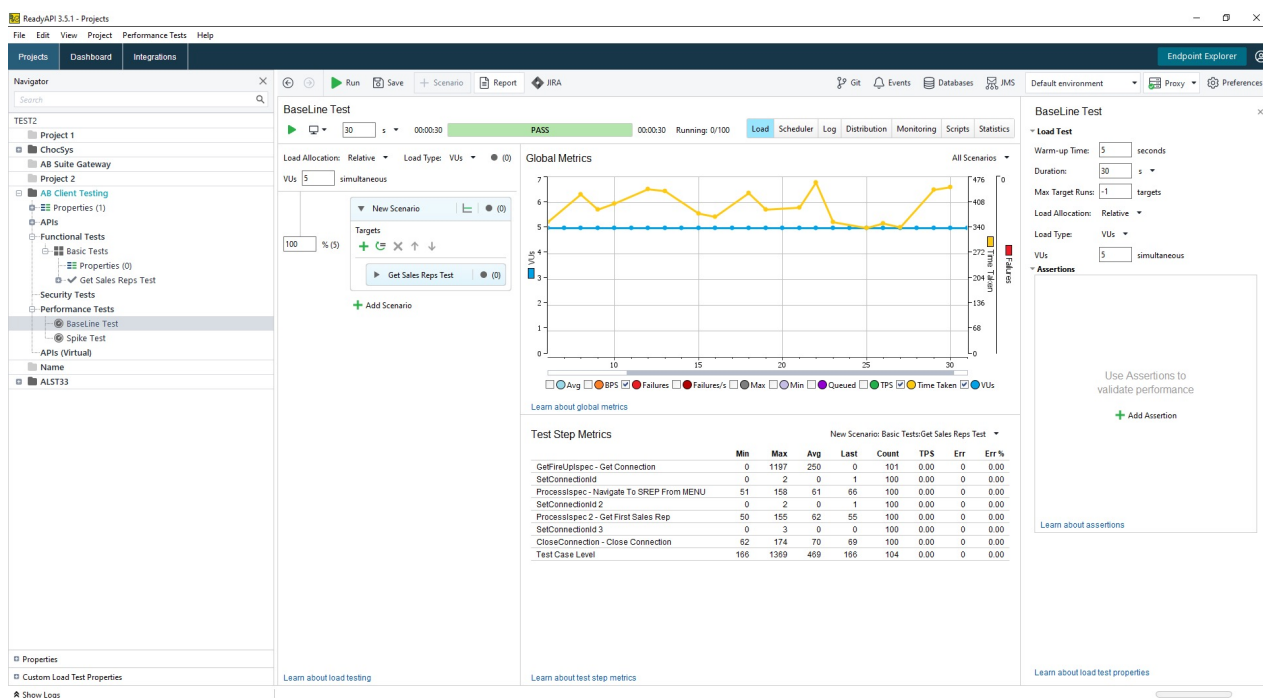 ReadyAPI 3.5.1 - Projects
File Edit View Project Performance Tests Help
Projects Dashboard Integrations Endpoint Explorer
Navigator
Search
TEST2
Project 1
ChocSys
AB Suite Gateway
Project 2
AB Client Testing
Properties (1)
APIs
Functional Tests
Basic Tests
Properties (0)
Get Sales Reps Test
Security Tests
Performance Tests
BaseLine Test
Spike Test
APIs (Virtual)
Name
ALST33
Properties
Custom Load Test Properties
Show Logs
Run Save Scenario Report JIRA Git Events Databases JMS Default environment Proxy Preferences
BaseLine Test
30 s 00:00:30 PASS 00:00:30 Running: 0/100 Load Scheduler Log Distribution Monitoring Scripts Statistics
Load Allocation: Relative Load Type: VUs (0)
VUs 5 simultaneous
New Scenario (0)
Targets
100 % (5)
Get Sales Reps Test (0)
Add Scenario
Learn about load testing
Global Metrics All Scenarios
7 476 0
6 408
5 340
4 272
3 204
2 136
1 68
0 0
VUs
Time Taken
Failures
10 15 20 25 30
Avg BPS Failures Failures/s Max Min Queued TPS Time Taken VUs
Learn about global metrics
Test Step Metrics New Scenario: Basic Tests:Get Sales Reps Test
Min Max Avg Last Count TPS Err Err %
GetFireUpIspec - Get Connection 0 1197 250 0 101 0.00 0 0.00
SetConnectionId 0 2 0 1 100 0.00 0 0.00
ProcessIspec - Navigate To SREP From MENU 51 158 61 66 100 0.00 0 0.00
SetConnectionId 2 0 2 0 1 100 0.00 0 0.00
ProcessIspec 2 - Get First Sales Rep 50 155 62 55 100 0.00 0 0.00
SetConnectionId 3 0 3 0 0 100 0.00 0 0.00
CloseConnection - Close Connection 62 174 70 69 100 0.00 0 0.00
Test Case Level 166 1369 469 166 104 0.00 0 0.00
Learn about test step metrics
BaseLine Test
Load Test
Warm-up Time: 5 seconds
Duration: 30 s
Max Target Runs: -1 targets
Load Allocation: Relative
Load Type: VUs
VUs 5 simultaneous
Assertions
Use Assertions to
validate performance
Add Assertion
Learn about assertions
Learn about load test properties